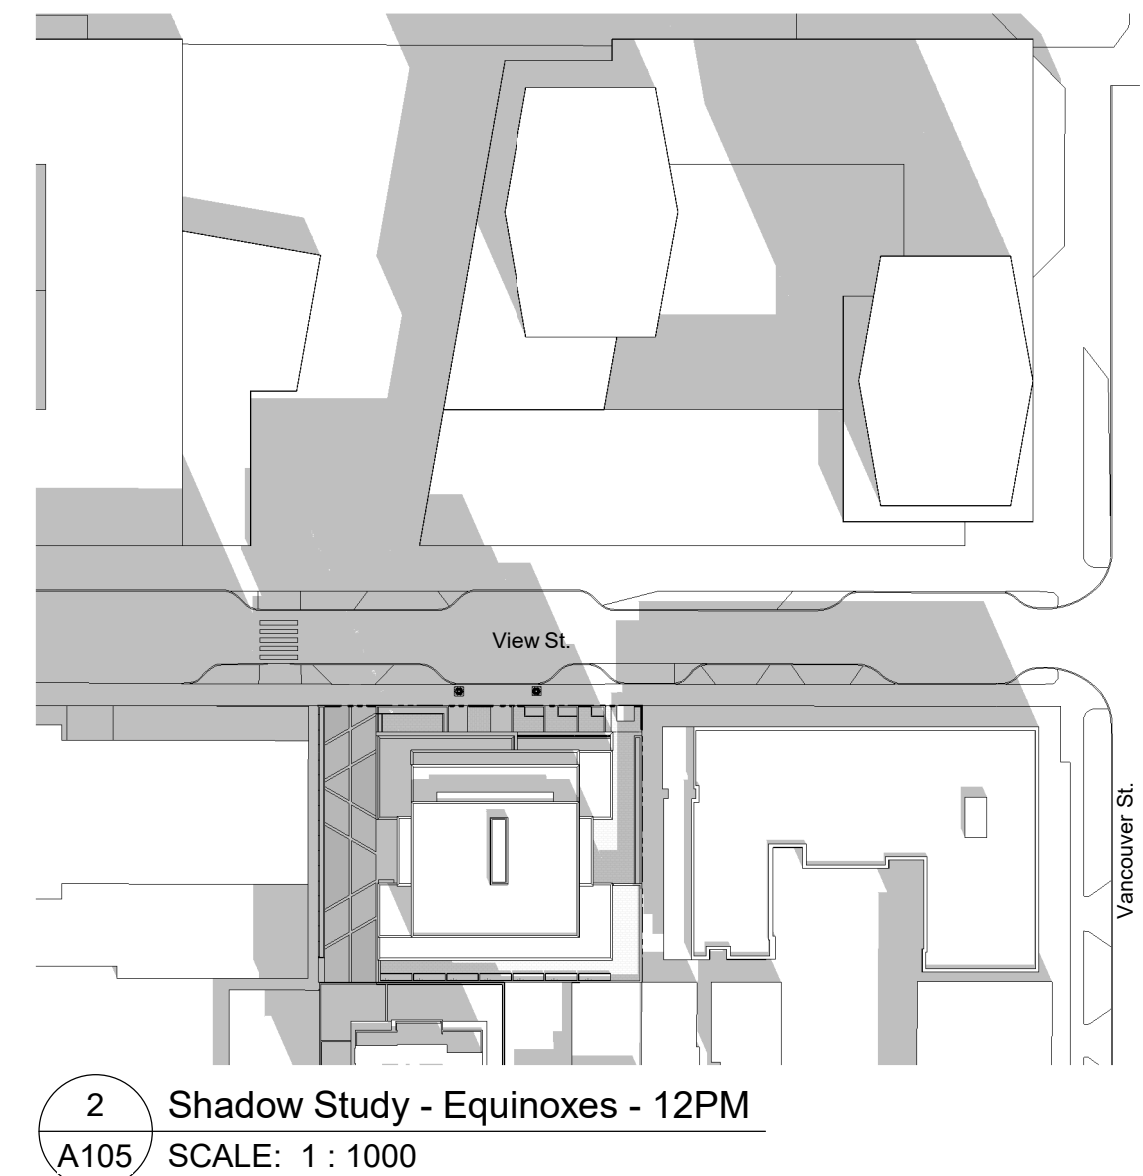 View St.
Vancouver St.
2
Shadow Study - Equinoxes - 12PM
A105
SCALE: 1 : 1000